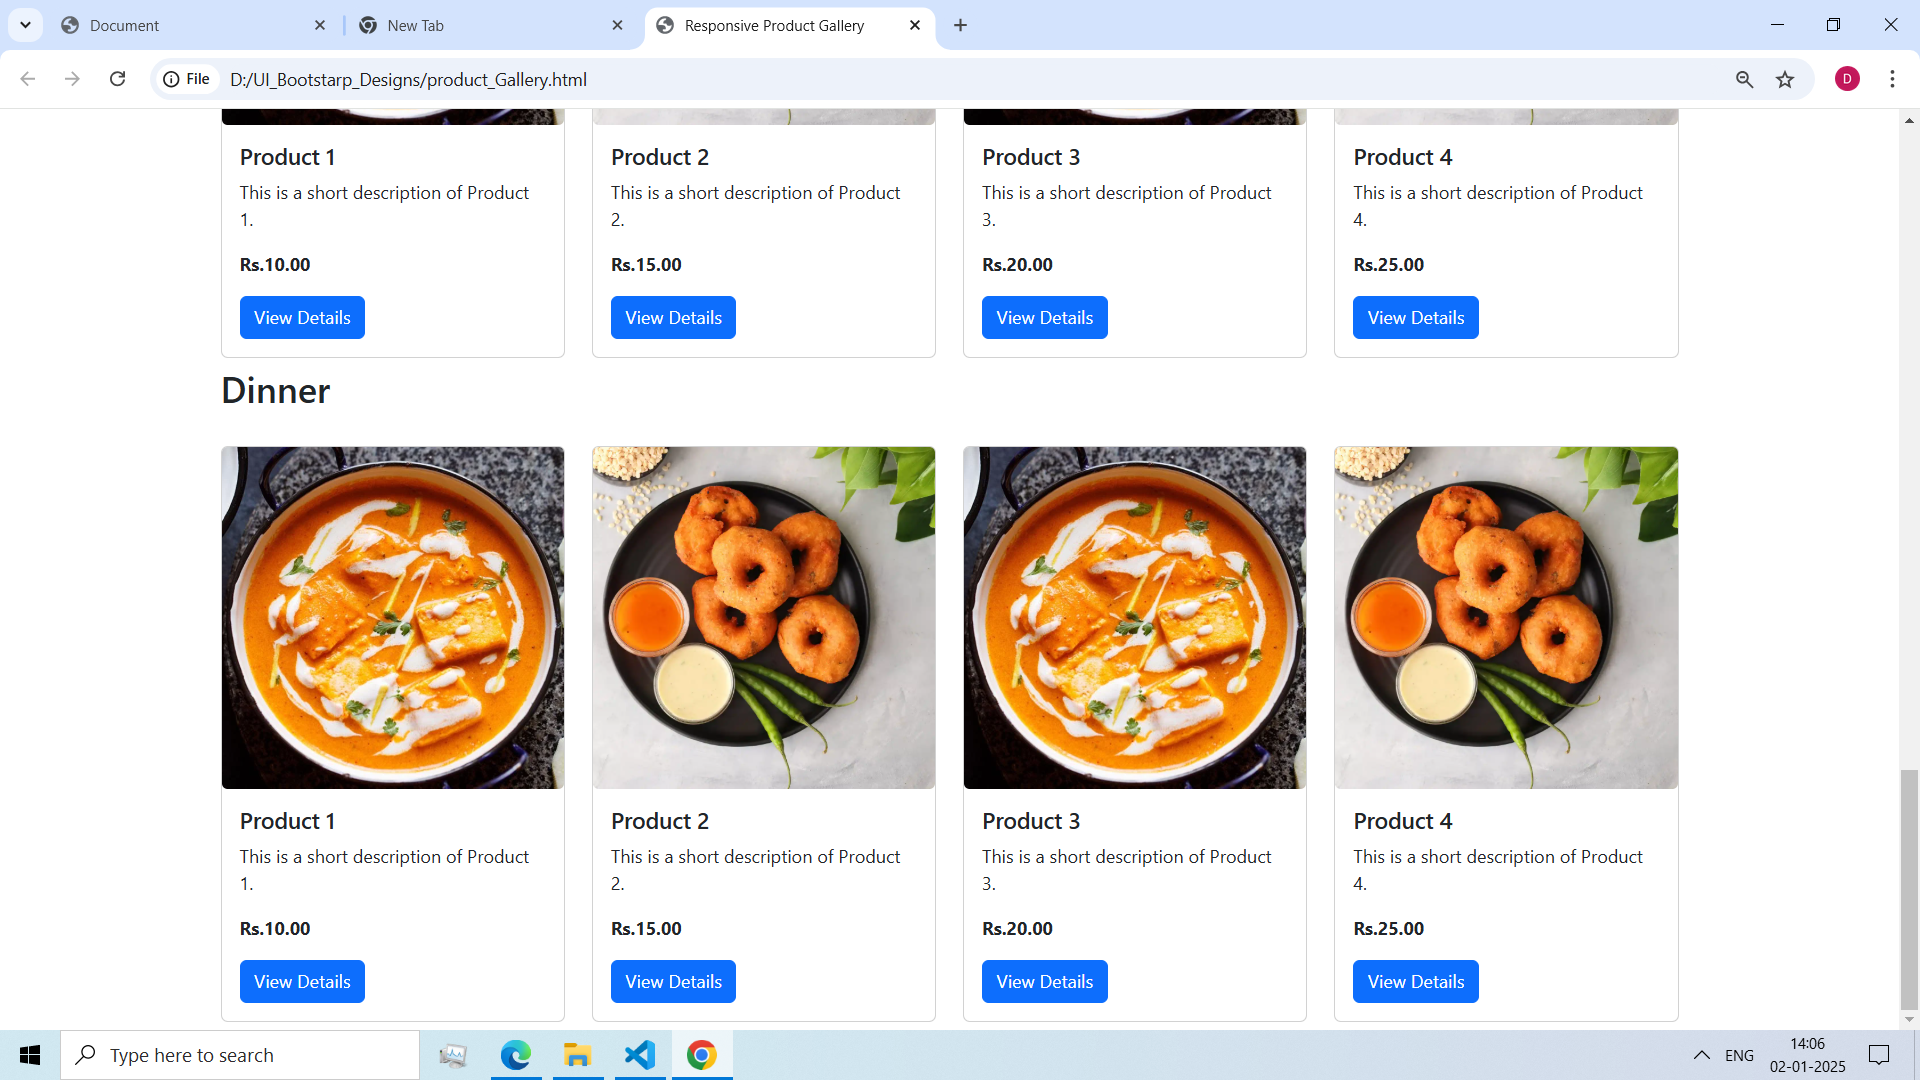 Document
New Tab
Responsive Product Gallery
File
D:/UI_Bootstarp_Designs/product_Gallery.html
D
Product 1
This is a short description of Product
1.
Rs.10.00
View Details
Product 2
This is a short description of Product
2.
Rs.15.00
View Details
Product 3
This is a short description of Product
3.
Rs.20.00
View Details
Product 4
This is a short description of Product
4.
Rs.25.00
View Details
Dinner
Product 1
This is a short description of Product
1.
Rs.10.00
View Details
Product 2
This is a short description of Product
2.
Rs.15.00
View Details
Product 3
This is a short description of Product
3.
Rs.20.00
View Details
Product 4
This is a short description of Product
4.
Rs.25.00
View Details
Type here to search
ENG
14:06
02-01-2025